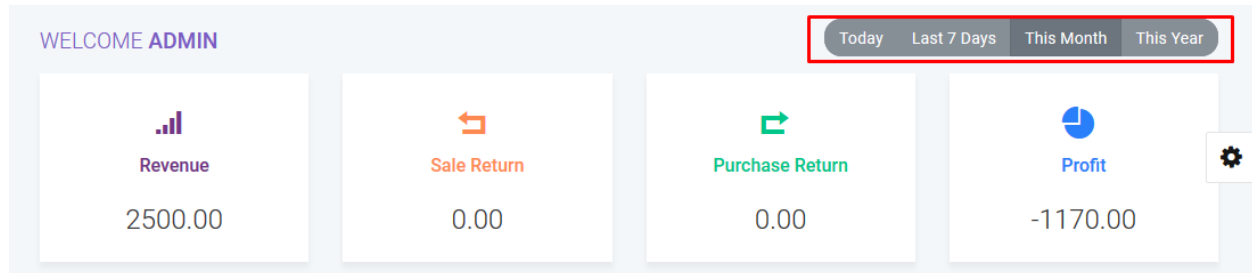 WELCOME ADMIN
Today Last 7 Days This Month This Year
Revenue Sale Return Purchase Return Profit
2500.00 0.00 0.00 -1170.00